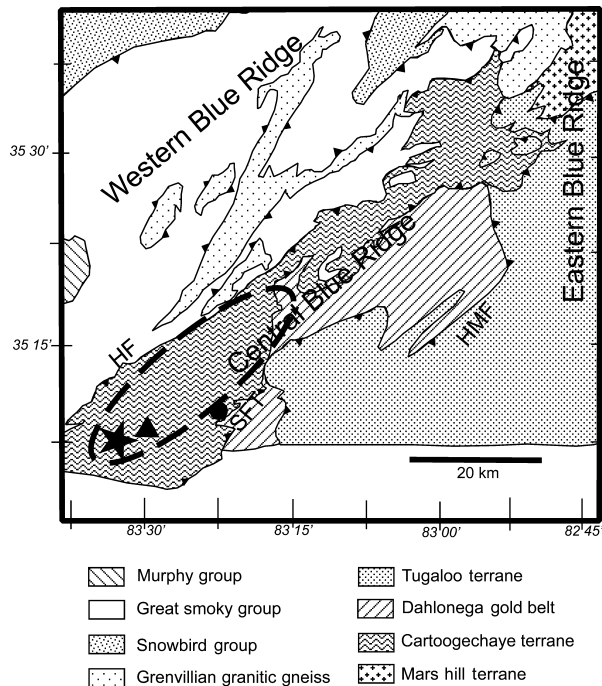 Western Blue Ridge
Eastern Blue Ridge
Central Blue Ridge
35 30'
HMF
35 15'
HF
SFT
20 km
83'30' 83'15' 83'00' 82'45'
Murphy group
Great smoky group
Snowbird group
Grenvillian granitic gneiss
Tugaloo terrane
Dahlonega gold belt
Cartoogechaye terrane
Mars hill terrane